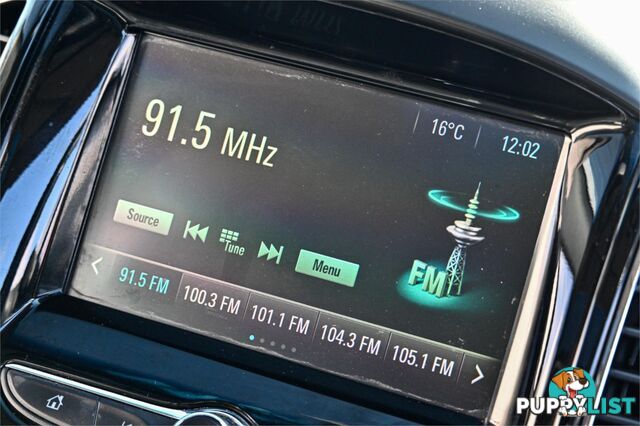 16°C 12:02
91.5 MHz
Source Tune Menu
FM
91.5 FM 100.3 FM 101.1 FM 104.3 FM 105.1 FM
PUPPYLIST